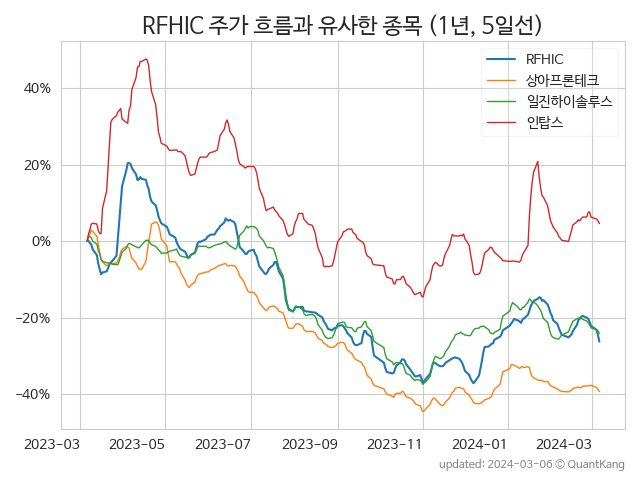 RFHIC 주가 흐름과 유사한 종목 (1년, 5일선)
RFHIC
상아프론테크
일진하이솔루스
인탑스
40%
20%
0%
−20%
−40%
2023−03
2023−05
2023−07
2023−09
2023−11
2024−01
2024−03
updated: 2024-03-06 © QuantKang